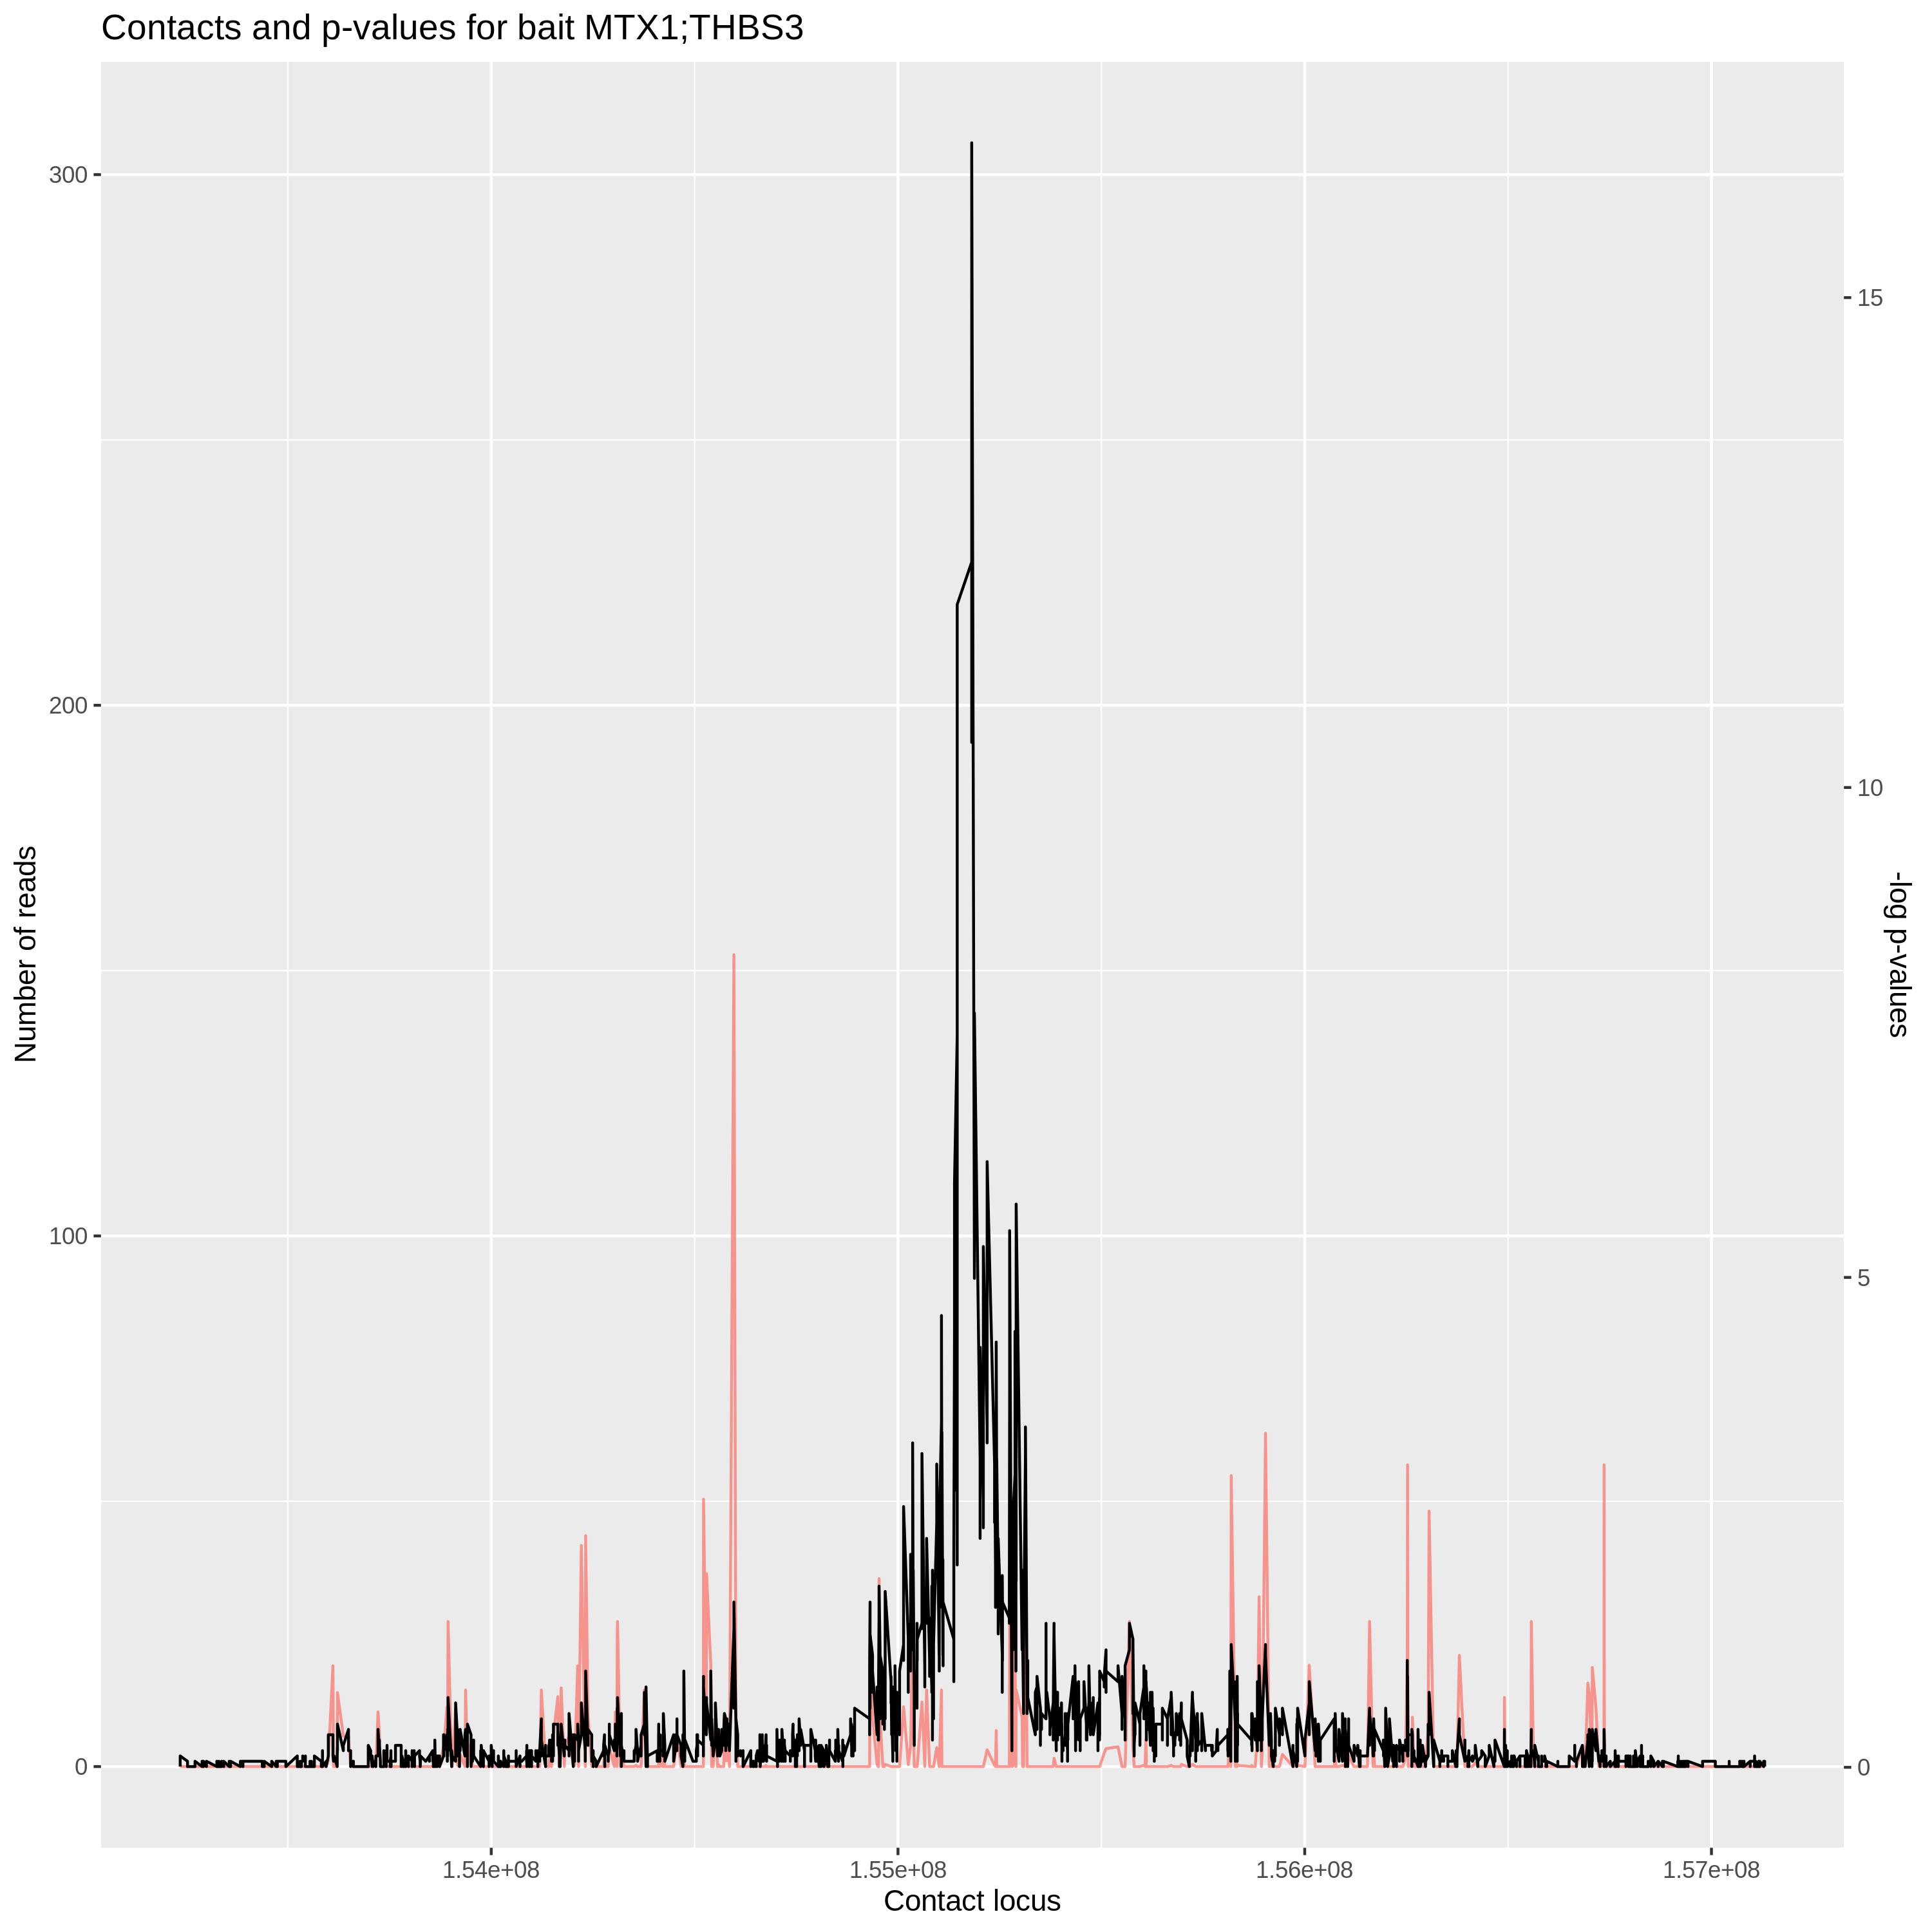 Contacts and p-values for bait MTX1;THBS3
300
200
100
0
Number of reads
15
10
5
0
-log p-values
1.54e+08
1.55e+08
1.56e+08
1.57e+08
Contact locus